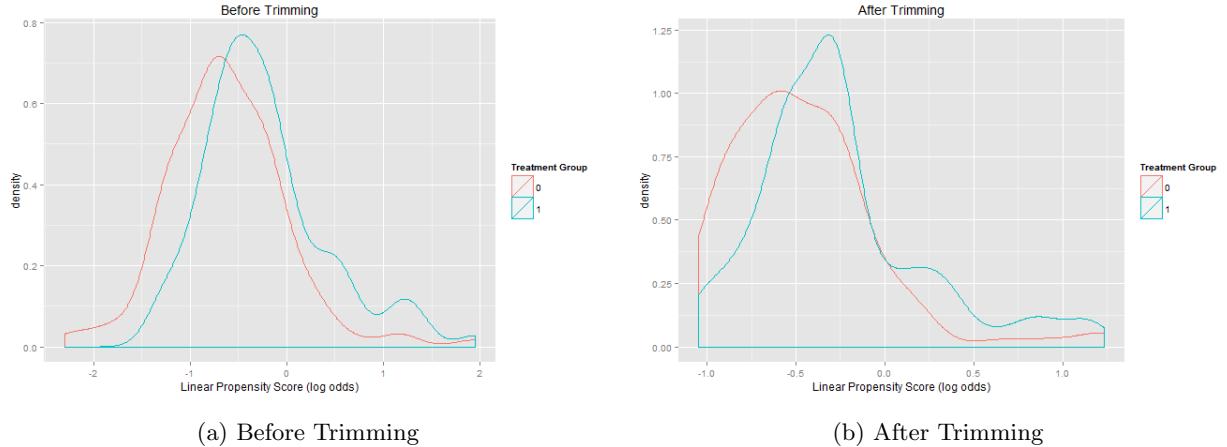 Before Trimming
0.8
0.6
0.4
0.2
0.0
density
-2
-1
0
1
2
Linear Propensity Score (log odds)
Treatment Group
0
1
(a) Before Trimming
After Trimming
1.25
1.00
0.75
0.50
0.25
0.00
density
-1.0
-0.5
0.0
0.5
1.0
Linear Propensity Score (log odds)
Treatment Group
0
1
(b) After Trimming